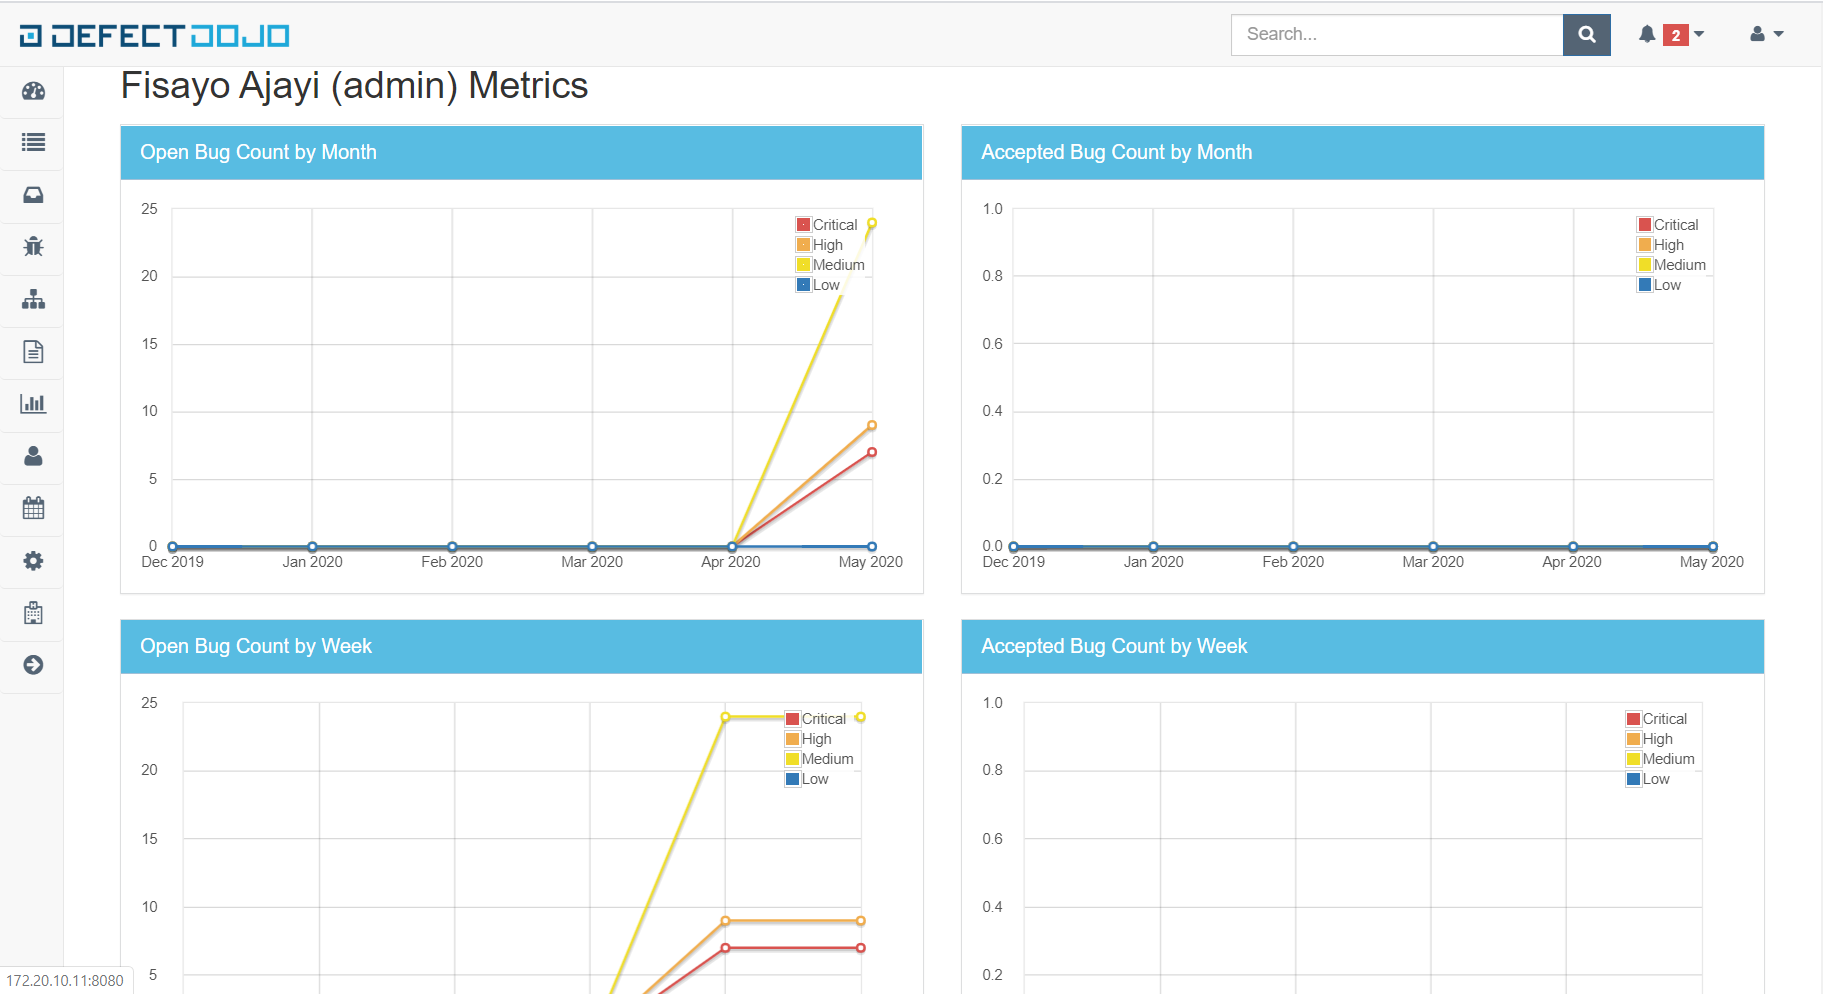 DEFECTDOJO
Search...
2
Fisayo Ajayi (admin) Metrics
Open Bug Count by Month
25
20
15
10
5
0
Critical
High
Medium
Low
Dec 2019 Jan 2020 Feb 2020 Mar 2020 Apr 2020 May 2020
Accepted Bug Count by Month
1.0
0.8
0.6
0.4
0.2
0.0
Critical
High
Medium
Low
Dec 2019 Jan 2020 Feb 2020 Mar 2020 Apr 2020 May 2020
Open Bug Count by Week
25
20
15
10
5
Critical
High
Medium
Low
Accepted Bug Count by Week
1.0
0.8
0.6
0.4
0.2
Critical
High
Medium
Low
172.20.10.11:8080